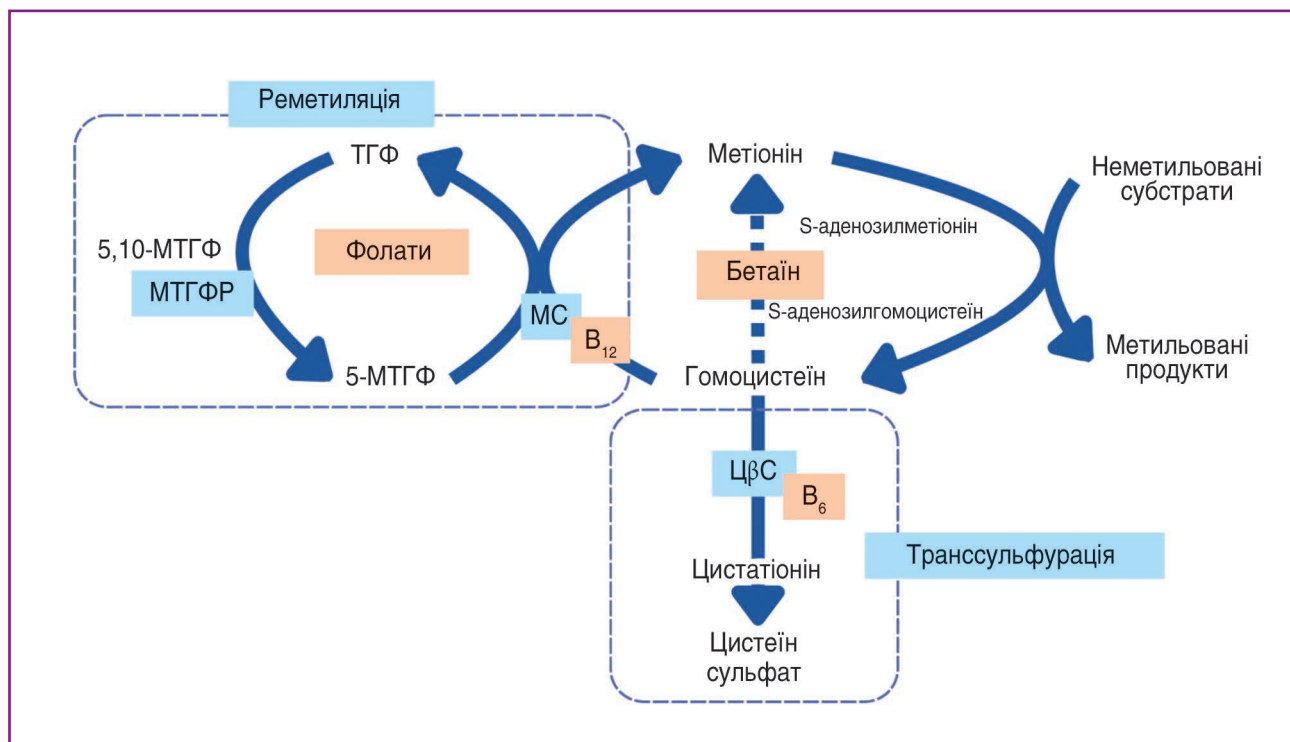 Реметиляція
ТГФ
5,10-МТГФ
МТГФР
Фолати
5-МТГФ
МС
B12
Метіонін
S-аденозилметіонін
Бетаїн
S-аденозилгомоцистеїн
Гомоцистеїн
Неметильовані
субстрати
Метильовані
продукти
ЦβС
B6
Транссульфурація
Цистатіонін
Цистеїн
сульфат